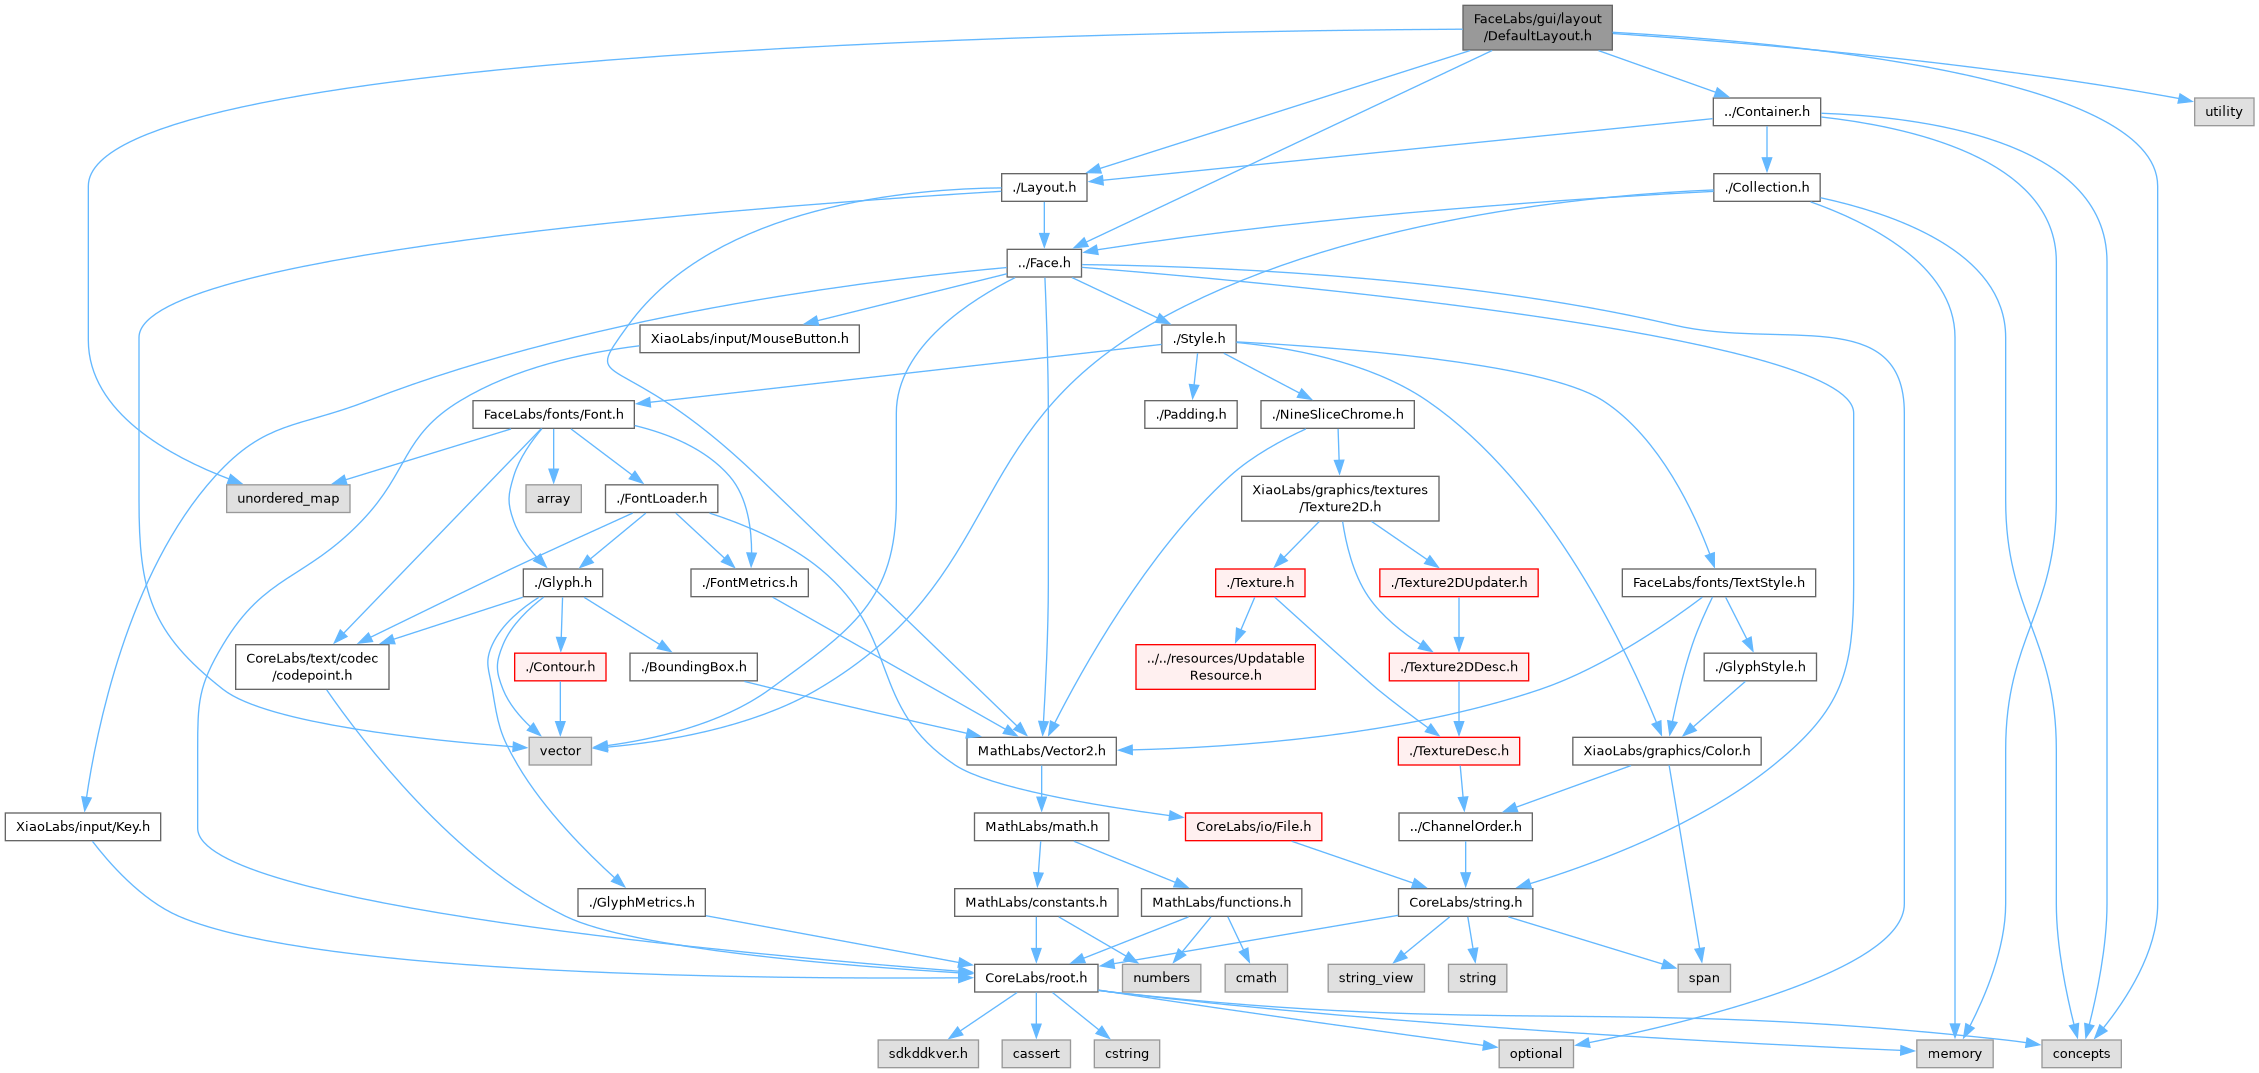 FaceLabs/gui/layout
/DefaultLayout.h
../Container.h
utility
./Layout.h
./Collection.h
../Face.h
XiaoLabs/input/MouseButton.h
./Style.h
FaceLabs/fonts/Font.h
./Padding.h
./NineSliceChrome.h
unordered_map
array
./FontLoader.h
XiaoLabs/graphics/textures
/Texture2D.h
./Glyph.h
./FontMetrics.h
./Texture.h
./Texture2DUpdater.h
FaceLabs/fonts/TextStyle.h
CoreLabs/text/codec
/codepoint.h
./Contour.h
./BoundingBox.h
../../resources/Updatable
Resource.h
./Texture2DDesc.h
./GlyphStyle.h
vector
MathLabs/Vector2.h
./TextureDesc.h
XiaoLabs/graphics/Color.h
XiaoLabs/input/Key.h
MathLabs/math.h
CoreLabs/io/File.h
../ChannelOrder.h
./GlyphMetrics.h
MathLabs/constants.h
MathLabs/functions.h
CoreLabs/string.h
CoreLabs/root.h
numbers
cmath
string_view
string
span
sdkddkver.h
cassert
cstring
optional
memory
concepts